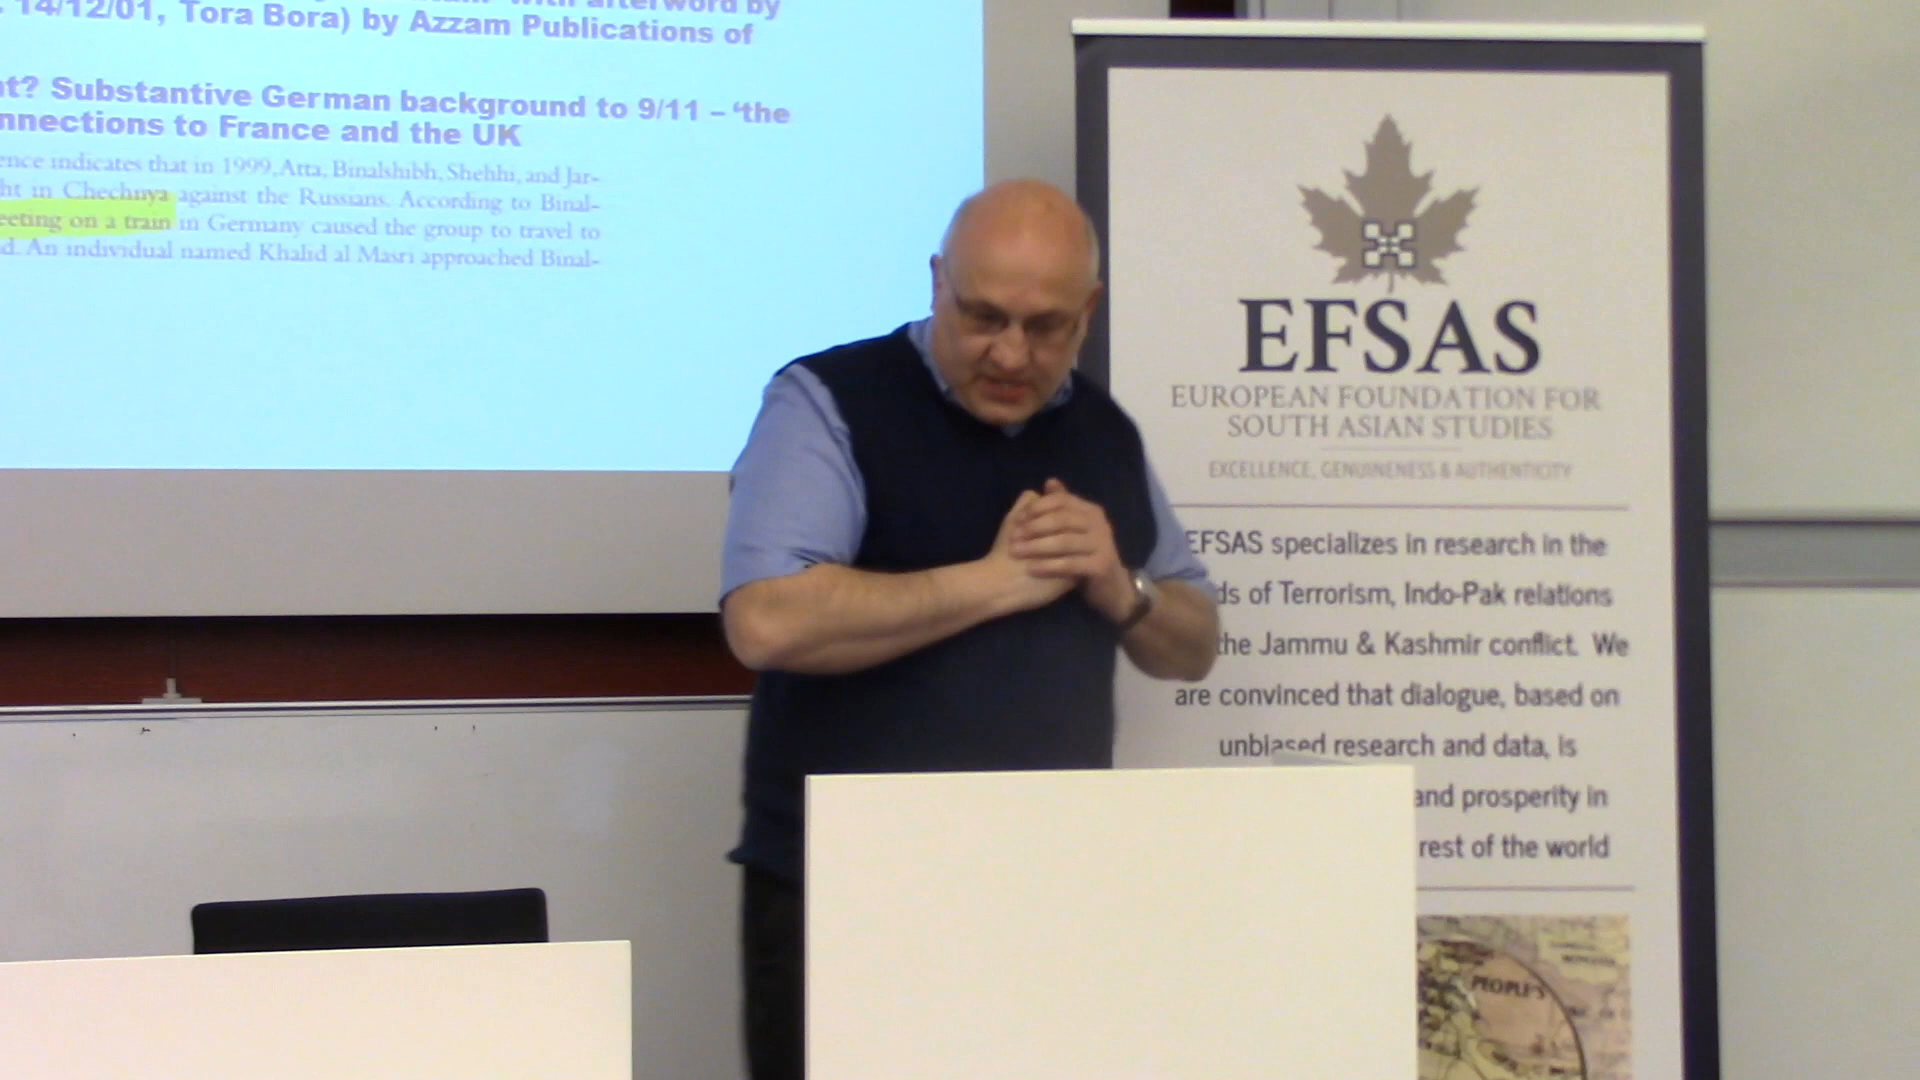 with afterword by
14/12/01, Tora Bora) by Azzam Publications of
nt? Substantive German background to 9/11 – ‘the
nnections to France and the UK
ence indicates that in 1999, Atta, Binalshibh, Shehhi, and Jar-
ht in Chechnya against the Russians. According to Binal-
eeting on a train in Germany caused the group to travel to
d. An individual named Khalid al Masri approached Binal-
EFSAS
EUROPEAN FOUNDATION FOR
SOUTH ASIAN STUDIES
EXCELLENCE, GENUINENESS & AUTHENTICITY
EFSAS specializes in research in the
ds of Terrorism, Indo-Pak relations
the Jammu & Kashmir conflict. We
are convinced that dialogue, based on
unbiased research and data, is
and prosperity in
rest of the world
PEOPLE'S